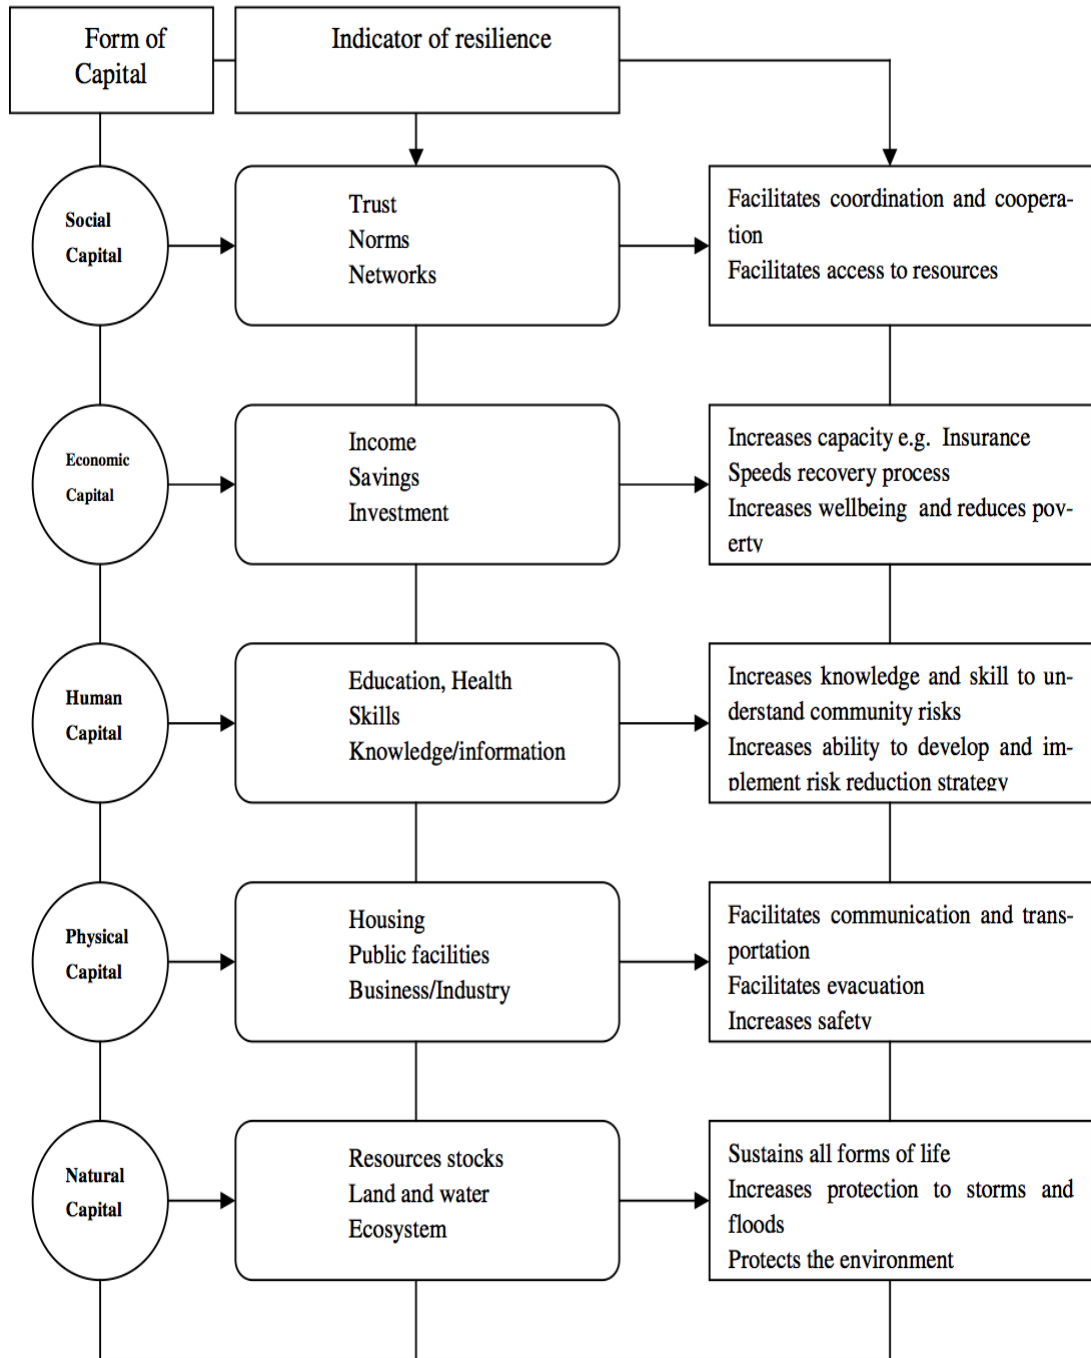 Form of
Capital
Indicator of resilience
Social
Capital
Trust
Norms
Networks
Facilitates coordination and coopera-
tion
Facilitates access to resources
Economic
Capital
Income
Savings
Investment
Increases capacity e.g. Insurance
Speeds recovery process
Increases wellbeing and reduces pov-
erty
Human
Capital
Education, Health
Skills
Knowledge/information
Increases knowledge and skill to un-
derstand community risks
Increases ability to develop and im-
plement risk reduction strategy
Physical
Capital
Housing
Public facilities
Business/Industry
Facilitates communication and trans-
portation
Facilitates evacuation
Increases safety
Natural
Capital
Resources stocks
Land and water
Ecosystem
Sustains all forms of life
Increases protection to storms and
floods
Protects the environment